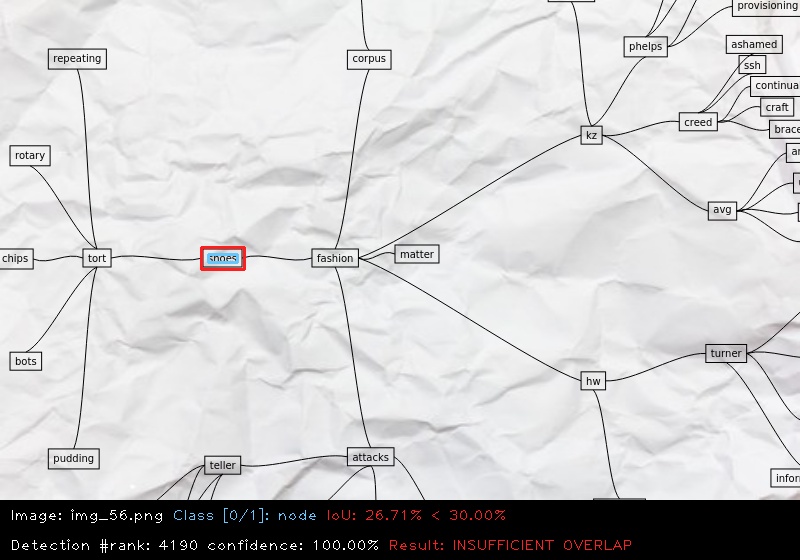 provisioning
phelps
ashamed
repeating
corpus
ssh
continua
craft
creed
brace
kz
rotary
avg
chips
tort
fashion
matter
bots
turner
hw
pudding
teller
attacks
inform
Image: img_56.png Class [0/1]: node IoU: 26.71% < 30.00%
Detection #rank: 4190 confidence: 100.00% Result: INSUFFICIENT OVERLAP